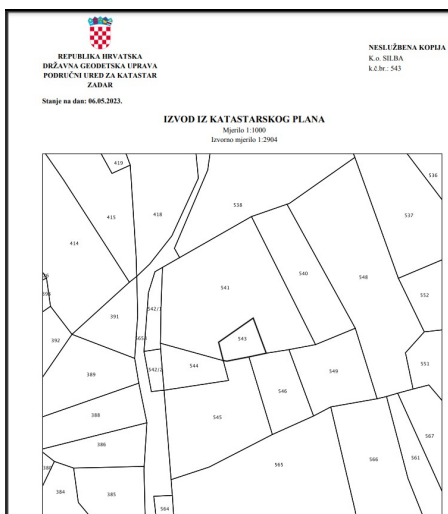 REPUBLIKA HRVATSKA
DRŽAVNA GEODETSKA UPRAVA
PODRUČNI URED ZA KATASTAR
ZADAR
Stanje na dan: 06.05.2023.
NESLUŽBENA KOPIJA
K.o. SILBA
k.č.br.: 543
IZVOD IZ KATASTARSKOG PLANA
Mjerilo 1:1000
Izvorno mjerilo 1:2904
419
536
415
418
538
537
414
540
548
541
552
391
542/1
392
543
551
389
542/2
544
549
546
388
545
567
386
565
566
561
384
385
564